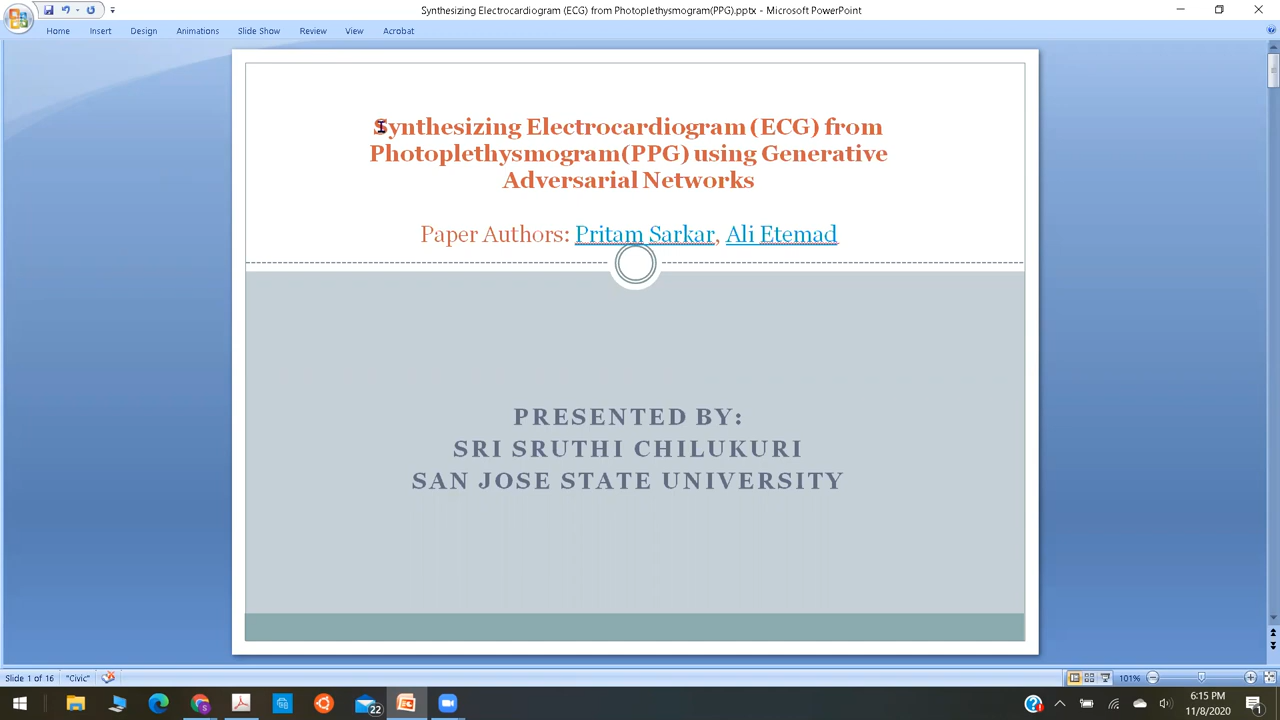 Synthesizing Electrocardiogram (ECG) from Photoplethysmogram(PPG).pptx - Microsoft PowerPoint
Home Insert Design Animations Slide Show Review View Acrobat
Synthesizing Electrocardiogram (ECG) from
Photoplethysmogram(PPG) using Generative
Adversarial Networks
Paper Authors: Pritam Sarkar, Ali Etemad
PRESENTED BY:
SRI SRUTHI CHILUKURI
SAN JOSE STATE UNIVERSITY
Slide 1 of 16 "Civic" 101%
22
6:15 PM
11/8/2020
1